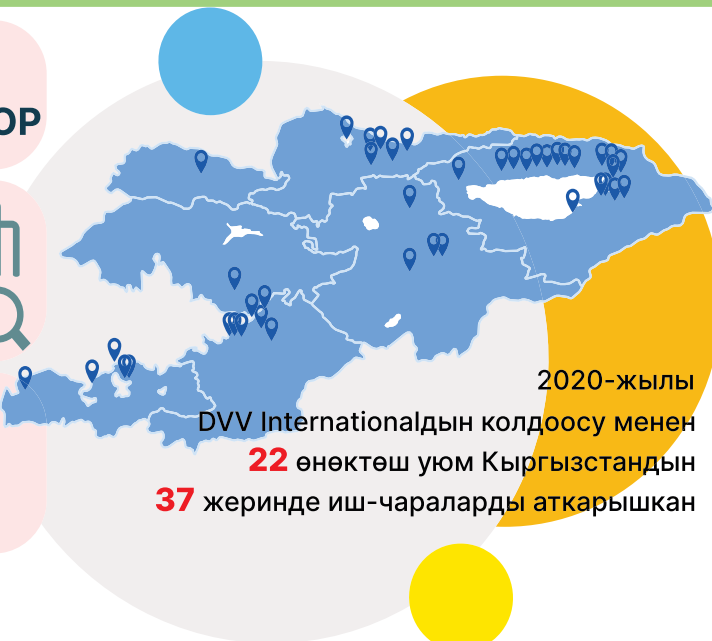 ОР
2020-жылы
DVV Internationalдын колдоосу менен
22 өнөктөш уюм Кыргызстандын
37 жеринде иш-чараларды аткарышкан